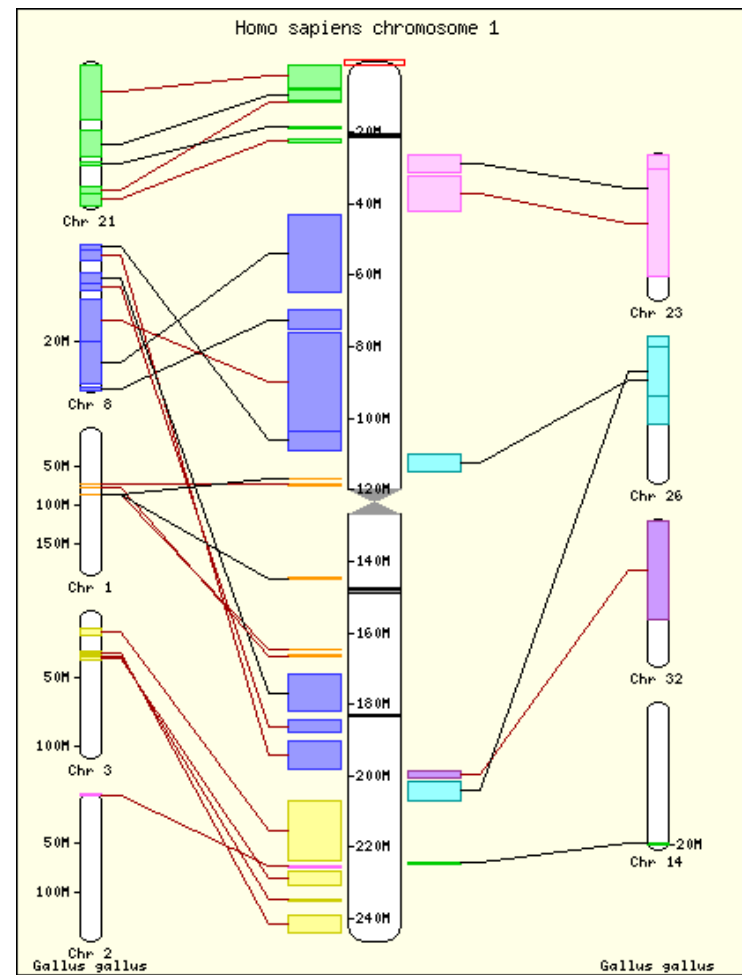 Homo sapiens chromosome 1
20M
40M
60M
80M
100M
120M
140M
160M
180M
200M
220M
240M
Chr 21
20M
Chr 8
50M
100M
150M
Chr 1
50M
100M
Chr 3
50M
100M
Chr 2
Gallus gallus
Chr 23
Chr 26
Chr 32
20M
Chr 14
Gallus gallus